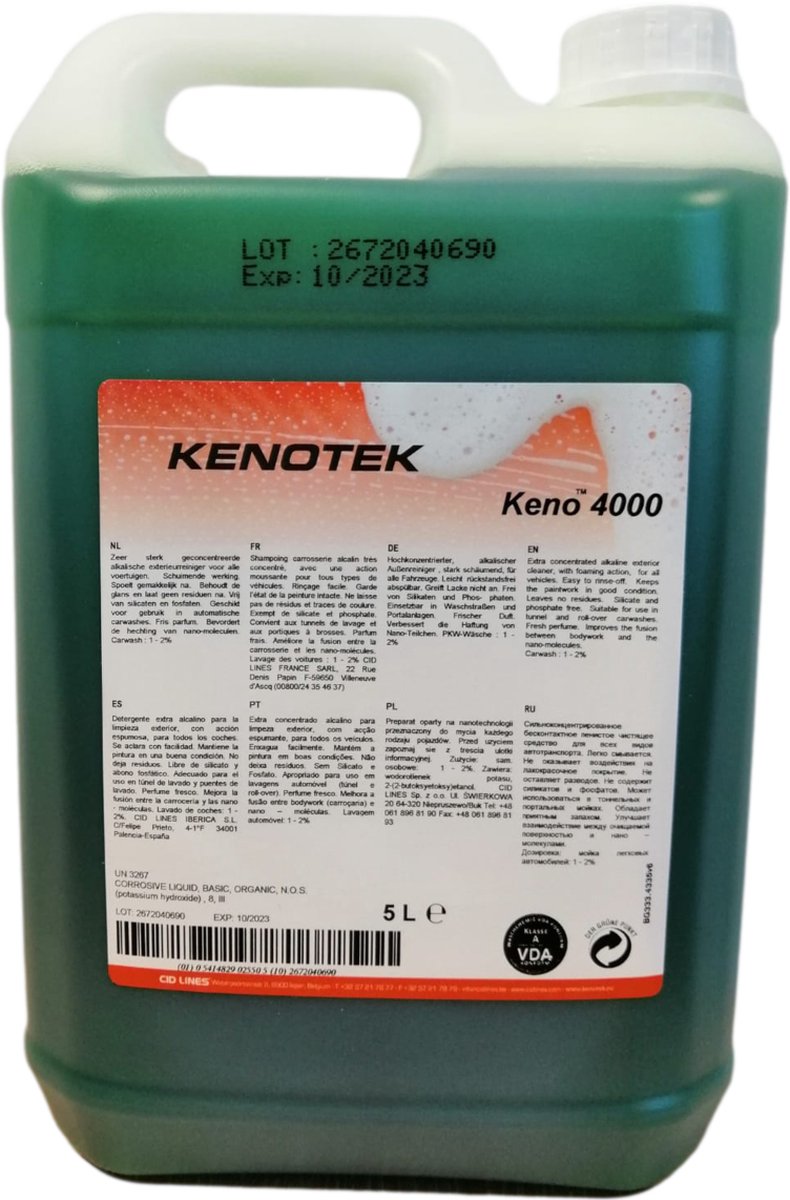 LOT : 2672040690
Exp: 10/2023
KENOTEK
Keno™ 4000
NL
Zeer sterk geconcentreerde
alkalische exterieurreiniger voor alle
voertuigen. Schuimende werking.
Spoelt gemakkelijk na. Behoudt de
glans en laat geen residuen na. Vrij
van silicaten en fosfaten. Geschikt
voor gebruik in automatische
carwashes. Fris parfum. Bevordert
de hechting van nano-moleculen.
Carwash : 1 - 2%
FR
Shampoing carrosserie alcalin très
concentré, avec une action
moussante pour tous types de
véhicules. Rinçage facile. Garde
l'éta de la peinture intacte. Ne laisse
pas de résidus et traces de coulure.
Exempt de silicate et phosphate.
Convient aux tunnels de lavage et
aux portiques à brosses. Parfum
frais. Améliore la fusion entre la
carrosserie et les nano-molécules.
Lavage des voitures : 1 - 2% CID
LINES FRANCE SARL, 22 Rue
Denis Papin F-59650 Villeneuve
d'Ascq (00800/24 35 46 37)
DE
Hochkonzentrierter, alkalischer
Außenreiniger , stark schäumend, für
alle Fahrzeuge. Leicht rückstandsfrei
abspülbar. Greift Lacke nicht an. Frei
von Silikaten und Phos- phaten.
Einsetzbar in Waschstraßen und
Portalanlagen. Frischer Duft.
Verbessert die Haftung von
Nano-Teilchen. PKW-Wäsche : 1 -
2%
EN
Extra concentrated alkaline exterior
cleaner, with foaming action, for all
vehicles. Easy to rinse-off. Keeps
the paintwork in good condition.
Leaves no residues. Silicate and
phosphate free. Suitable for use in
tunnel and roll-over carwashes.
Fresh perfume. Improves the fusion
between bodywork and the
nano-molecules.
Carwash : 1 - 2%
ES
Detergente extra alcalino para la
limpieza exterior, con acción
espumosa, para todos los coches.
Se aclara con facilidad. Mantiene la
pintura en una buena condición. No
deja residuos. Libre de silicato y
abono fosfático. Adecuado para el
uso en túnel de lavado y puentes de
lavado. Perfume fresco. Mejora la
fusión entre la carrocería y las nano
- moléculas. Lavado de coches: 1 -
2%. CID LINES IBERICA S.L.
C/Felipe Prieto, 4-1°F 34001
Palencia-España
PT
Extra concentrado alcalino para
limpeza exterior, com acção
espumante, para todos os veículos.
Enxagua facilmente. Mantém a
pintura em boas condições. Não
deixa resíduos. Sem Silicato e
Fosfato. Apropriado para uso em
lavagens automóvel (túnel e
roll-over). Perfume fresco. Melhora a
fusão entre bodywork (carroçaria) e
nano – moléculas. Lavagem
automóvel: 1 - 2%
PL
Preparat oparty na nanotechnologii
przeznaczony do mycia każdego
rodzaju pojazdów. Przed użyciem
zapoznaj sie z trescia ulotki
informacyjnej. Zużycie: sam.
osobowe: 1 - 2%. Zawiera:
wodorotlenek potasu,
2-(2-butoksyetoksy)etanol. CID
LINES Sp. z o.o. Ul. ŚWIERKOWA
20 64-320 Niepruszewo/Buk Tel: +48
061 896 81 90 Fax: +48 061 896 81
93
RU
Сильноконцентрированное
бесконтактное пенистое чистящее
средство для всех видов
автотранспорта. Легко смывается.
Не оказывает воздействия на
лакокрасочное покрытие. Не
оставляет разводов. Не содержит
силикатов и фосфатов. Может
использоваться в тоннельных и
портальных мойках. Обладает
приятным запахом. Улучшает
взаимодействие между очищаемой
поверхностью и нано –
молекулами.
Дозировка: мойка легковых
автомобилей: 1 - 2%
UN 3267
CORROSIVE LIQUID, BASIC, ORGANIC, N.O.S.
(potassium hydroxide) , 8, III
LOT: 2672040690 EXP: 10/2023
5 L ℮
BG333.4335v6
KLASSE
A
VDA
KONFORM
DER GRÜNE PUNKT
(01) 0 5414829 02550 5 (10) 2672040690
CID LINES